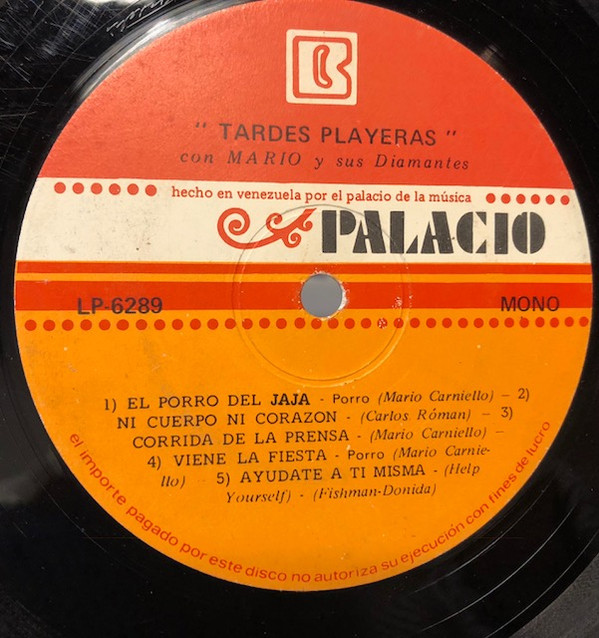 B
" TARDES PLAYERAS "
con MARIO y sus Diamantes
hecho en venezuela por el palacio de la música
PALACIO
LP-6289
MONO
1) EL PORRO DEL JAJA - Porro (Mario Carniello) - 2)
NI CUERPO NI CORAZON - (Carlos Róman) - 3)
CORRIDA DE LA PRENSA - (Mario Carniello) -
4) VIENE LA FIESTA - Porro (Mario Carnie-
llo) - 5) AYUDATE A TI MISMA - (Help
Yourself) - (Fishman-Donida)
el importe pagado por este disco no autoriza su ejecución con fines de lucro